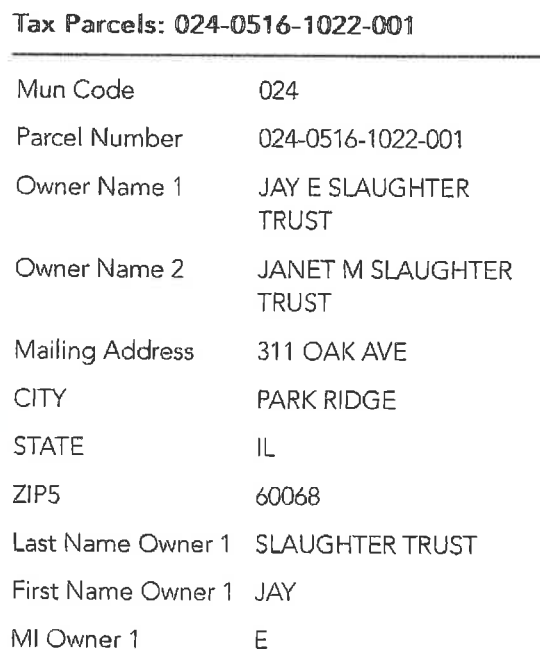 Tax Parcels: 024-0516-1022-001
Mun Code 024
Parcel Number 024-0516-1022-001
Owner Name 1 JAY E SLAUGHTER
TRUST
Owner Name 2 JANET M SLAUGHTER
TRUST
Mailing Address 311 OAK AVE
CITY PARK RIDGE
STATE IL
ZIP5 60068
Last Name Owner 1 SLAUGHTER TRUST
First Name Owner 1 JAY
MI Owner 1 E